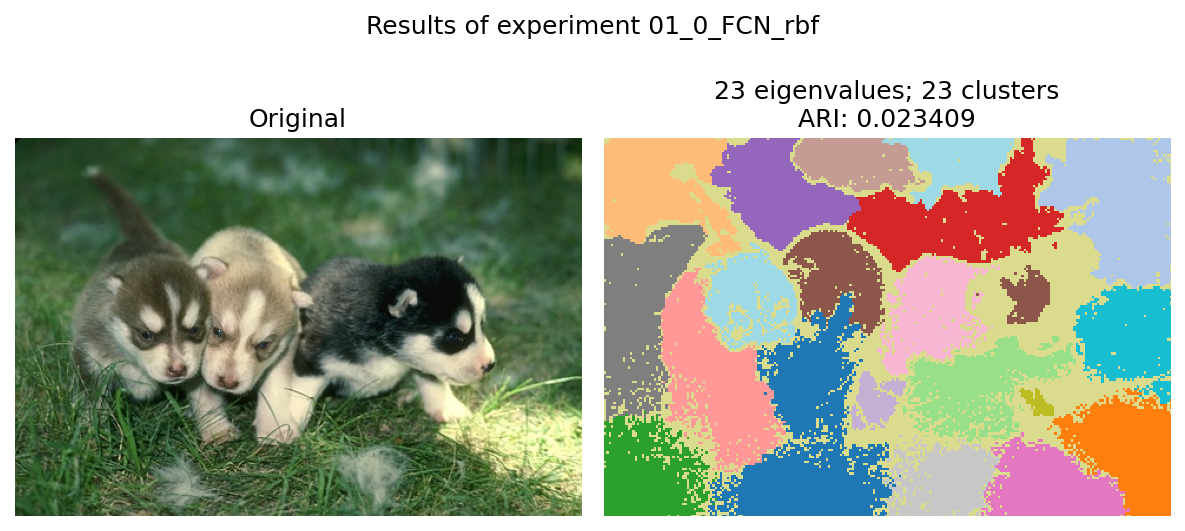 Results of experiment 01_0_FCN_rbf
Original
23 eigenvalues; 23 clusters
ARI: 0.023409